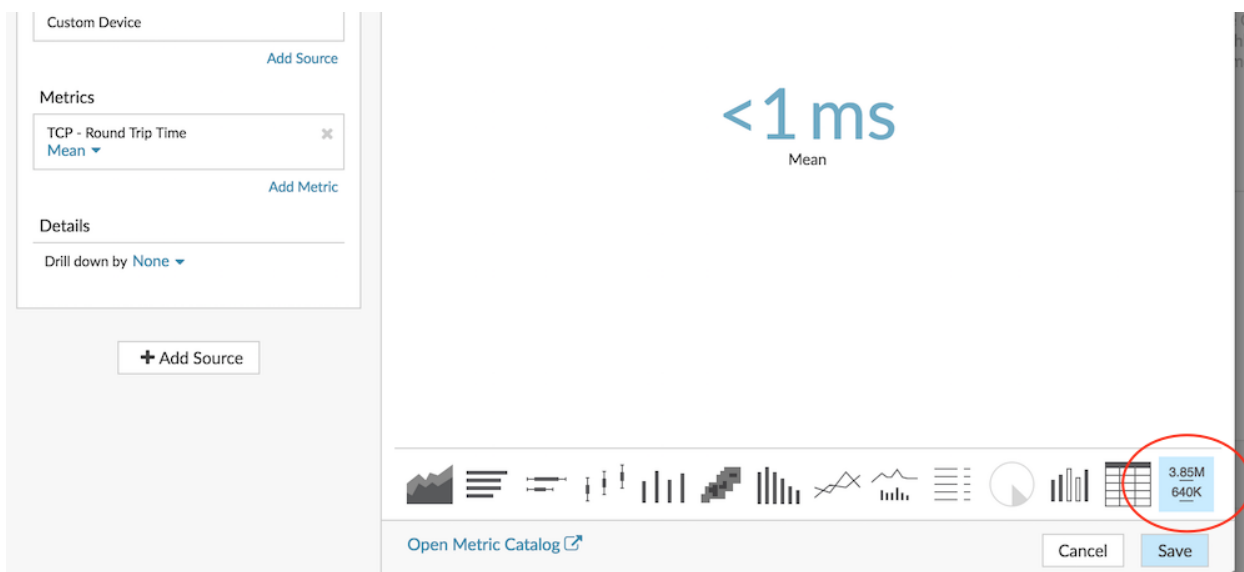 Custom Device
Add Source
Metrics
TCP - Round Trip Time
Mean
Add Metric
Details
Drill down by None
+ Add Source
<1 ms
Mean
3.85M
640K
Open Metric Catalog
Cancel
Save